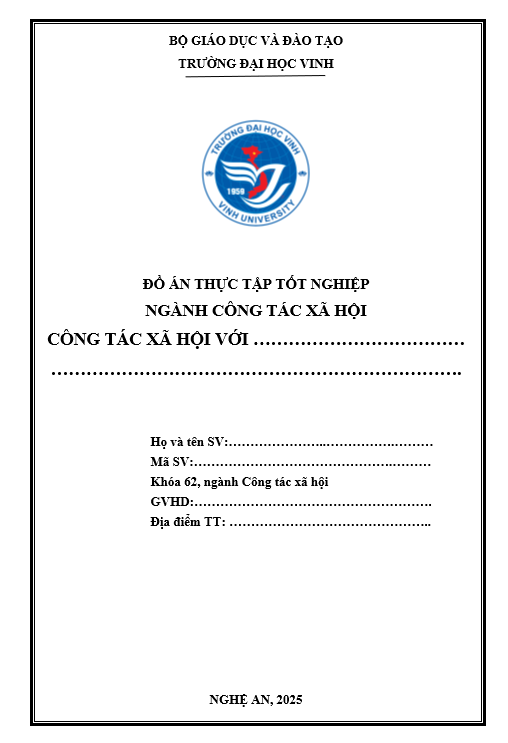 BỘ GIÁO DỤC VÀ ĐÀO TẠO
TRƯỜNG ĐẠI HỌC VINH
TRƯỜNG ĐẠI HỌC VINH
1959
VINH UNIVERSITY
ĐỒ ÁN THỰC TẬP TỐT NGHIỆP
NGÀNH CÔNG TÁC XÃ HỘI
CÔNG TÁC XÃ HỘI VỚI ………………………………
…………………………………………………………….
Họ và tên SV:…………………..…………….………
Mã SV:……………………………………….………
Khóa 62, ngành Công tác xã hội
GVHD:……………………………………………….
Địa điểm TT: ………………………………………..
NGHỆ AN, 2025